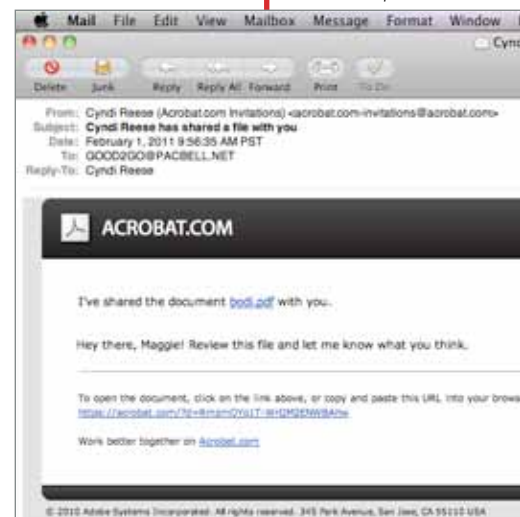 Mail File Edit View Mailbox Message Format Window
Cynd
Delete Junk Reply Reply All Forward Print To Do
From: Cyndi Reese (Acrobat.com Invitations) <acrobat.com-invitations@acrobat.com>
Subject: Cyndi Reese has shared a file with you
Date: February 1, 2011 9:56:35 AM PST
To: GOOD2GO@PACBELL.NET
Reply-To: Cyndi Reese
ACROBAT.COM
I've shared the document bodi.pdf with you.
Hey there, Maggie! Review this file and let me know what you think.
To open the document, click on the link above, or copy and paste this URL into your brows
Work better together on Acrobat.com
© 2010 Adobe Systems Incorporated. All rights reserved. 345 Park Avenue, San Jose, CA 95110 USA